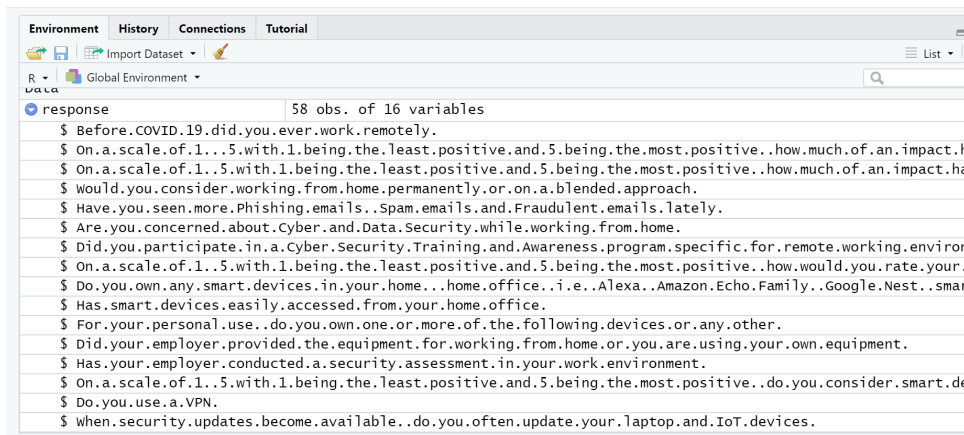 Environment History Connections Tutorial
Import Dataset List
R Global Environment
Data
response 58 obs. of 16 variables
$ Before.COVID.19.did.you.ever.work.remotely.
$ On.a.scale.of.1...5.with.1.being.the.least.positive.and.5.being.the.most.positive..how.much.of.an.impact.h
$ On.a.scale.of.1..5.with.1.being.the.least.positive.and.5.being.the.most.positive..how.much.of.an.impact.ha
$ Would.you.consider.working.from.home.permanently.or.on.a.blended.approach.
$ Have.you.seen.more.Phishing.emails..Spam.emails.and.Fraudulent.emails.lately.
$ Are.you.concerned.about.Cyber.and.Data.Security.while.working.from.home.
$ Did.you.participate.in.a.Cyber.Security.Training.and.Awareness.program.specific.for.remote.working.environ
$ On.a.scale.of.1..5.with.1.being.the.least.positive.and.5.being.the.most.positive..how.would.you.rate.your.
$ Do.you.own.any.smart.devices.in.your.home...home.office..i.e..Alexa..Amazon.Echo.Family..Google.Nest..smar
$ Has.smart.devices.easily.accessed.from.your.home.office.
$ For.your.personal.use..do.you.own.one.or.more.of.the.following.devices.or.any.other.
$ Did.your.employer.provided.the.equipment.for.working.from.home.or.you.are.using.your.own.equipment.
$ Has.your.employer.conducted.a.security.assessment.in.your.work.environment.
$ On.a.scale.of.1..5.with.1.being.the.least.positive.and.5.being.the.most.positive..do.you.consider.smart.de
$ Do.you.use.a.VPN.
$ When.security.updates.become.available..do.you.often.update.your.laptop.and.IoT.devices.